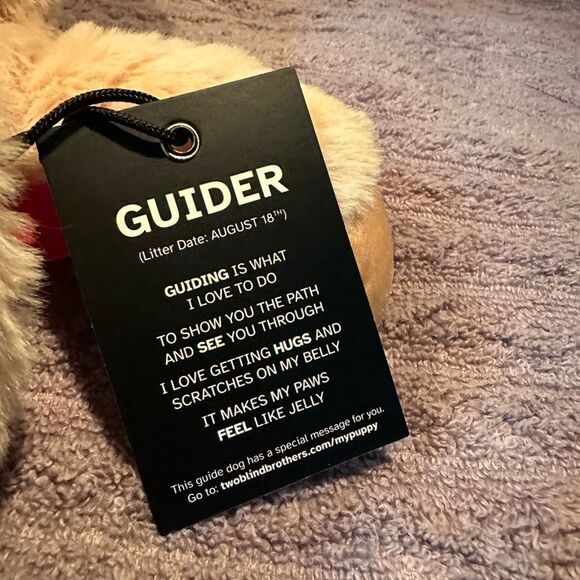 GUIDER
(Litter Date: AUGUST 18TH)
GUIDING IS WHAT
I LOVE TO DO
TO SHOW YOU THE PATH
AND SEE YOU THROUGH
I LOVE GETTING HUGS AND
SCRATCHES ON MY BELLY
IT MAKES MY PAWS
FEEL LIKE JELLY
This guide dog has a special message for you.
Go to: twoblindbrothers.com/mypuppy